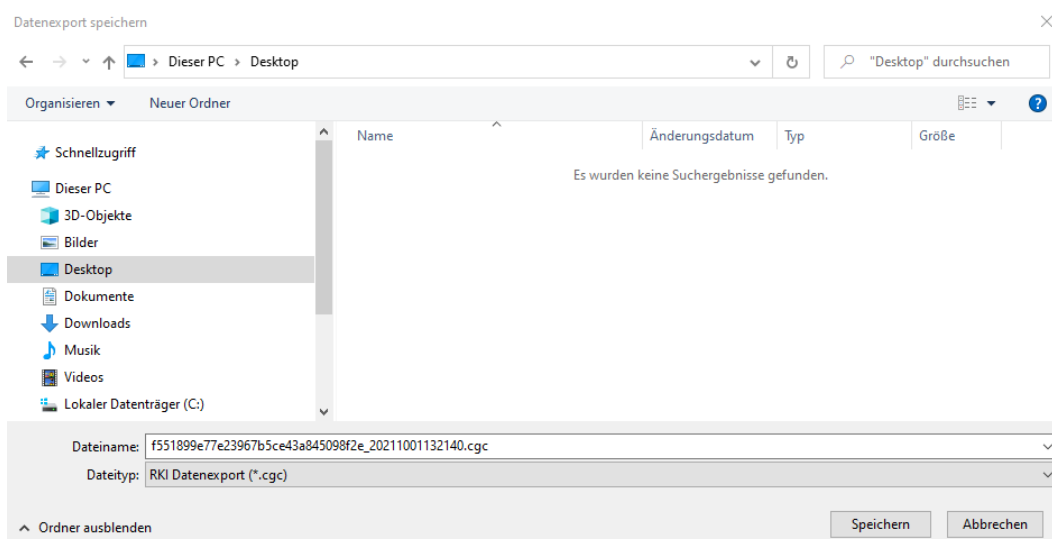 Datenexport speichern
Dieser PC Desktop
"Desktop" durchsuchen
Organisieren
Neuer Ordner
?
Name
Änderungsdatum
Typ
Größe
Es wurden keine Suchergebnisse gefunden.
Schnellzugriff
Dieser PC
3D-Objekte
Bilder
Desktop
Dokumente
Downloads
Musik
Videos
Lokaler Datenträger (C:)
Dateiname: f551899e77e23967b5ce43a845098f2e_20211001132140.cgc
Dateityp: RKI Datenexport (*.cgc)
Ordner ausblenden
Speichern
Abbrechen